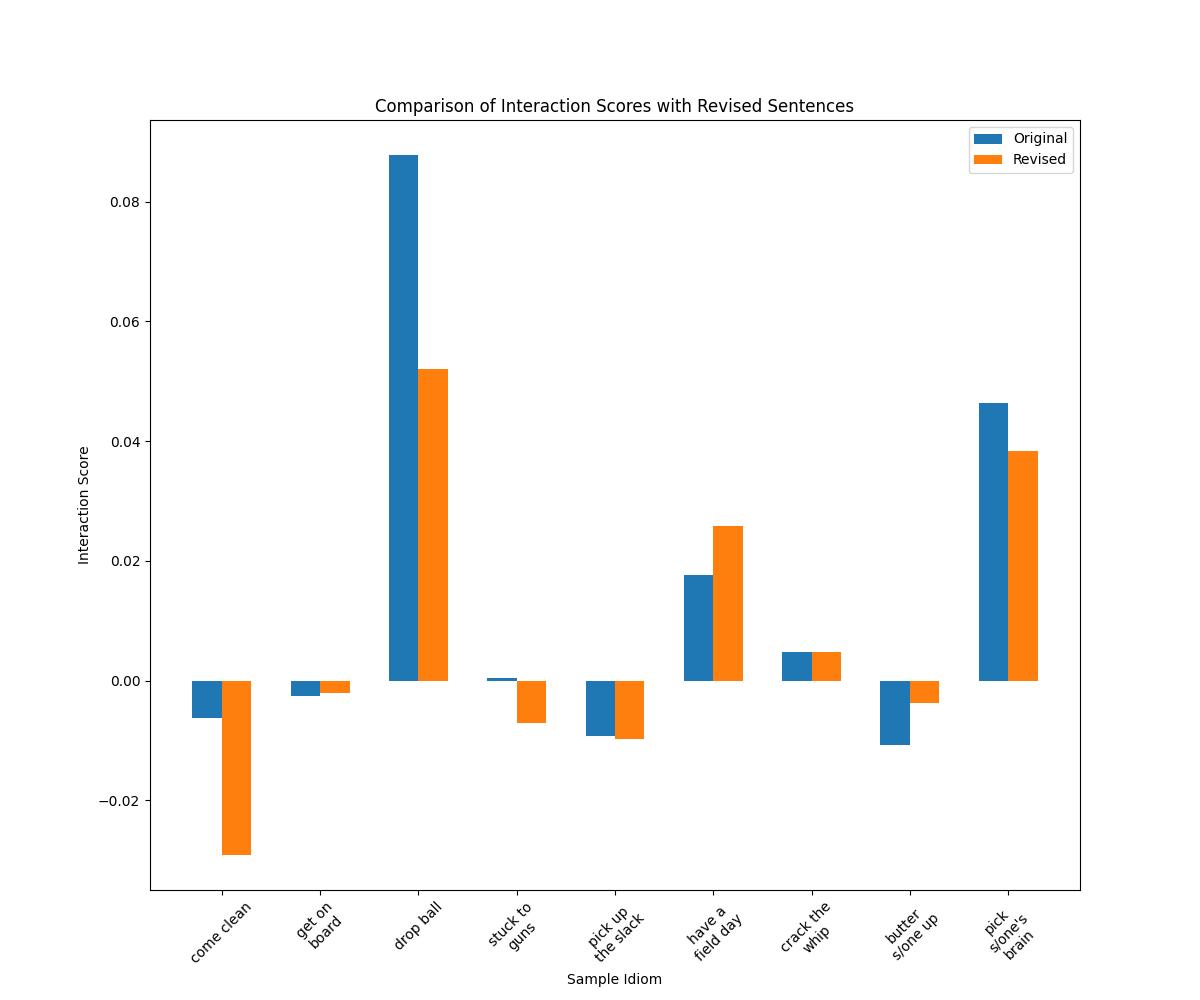 Comparison of Interaction Scores with Revised Sentences
Original
Revised
Interaction Score
0.08
0.06
0.04
0.02
0.00
−0.02
come clean
get on
board
drop ball
stuck to
guns
pick up
the slack
have a
field day
crack the
whip
butter
s/one up
pick
s/one's
brain
Sample Idiom